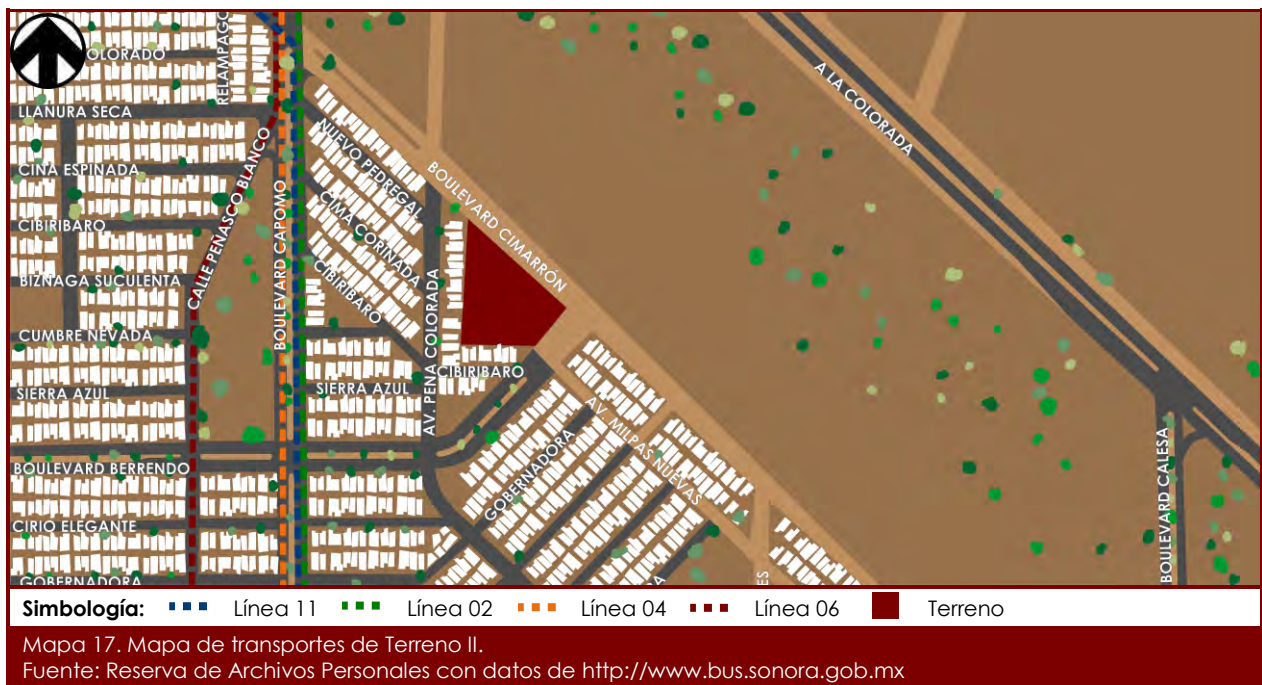 COLORADO
RELAMPAGO
LLANURA SECA
CINA ESPINADA
CIBIRIBARO
BIZNAGA SUCULENTA
CUMBRE NEVADA
SIERRA AZUL
BOULEVARD BERRENDO
CIRIO ELEGANTE
GOBERNADORA
CALLE PEÑASCO BLANCO
BOULEVARD CAPOMO
NUEVO PEDREGAL
CIMA CORINADA
CIBIRIBARO
SIERRA AZUL
AV. PEÑA COLORADA
BOULEVARD CIMARRÓN
CIBIRIBARO
GOBERNADORA
AV. MILPAS NUEVAS
A LA COLORADA
BOULEVARD CALESA
Simbología: Línea 11 Línea 02 Línea 04 Línea 06 Terreno
Mapa 17. Mapa de transportes de Terreno II.
Fuente: Reserva de Archivos Personales con datos de http://www.bus.sonora.gob.mx